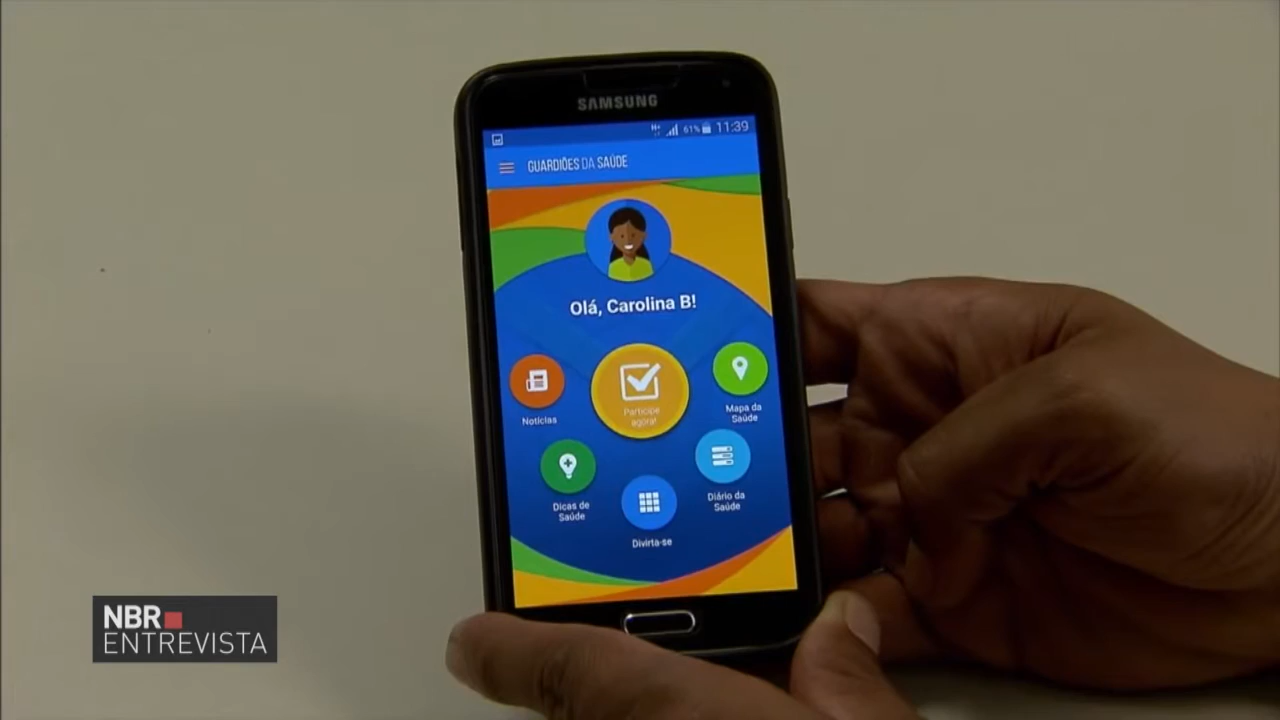 SAMSUNG
61% 11:39
GUARDIÕES DA SAÚDE
Olá, Carolina B!
Notícias
Participe
agora!
Mapa da
Saúde
Dicas de
Saúde
Diário da
Saúde
Divirta-se
NBR
ENTREVISTA